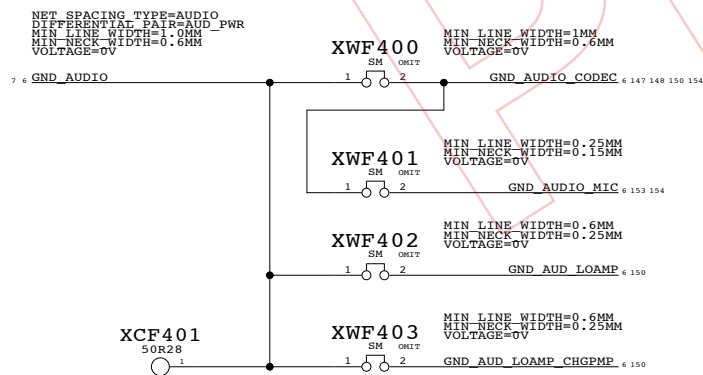 NET_SPACING_TYPE=AUDIO
DIFFERENTIAL_PAIR=AUD_PWR
MIN_LINE_WIDTH=1.0MM
MIN_NECK_WIDTH=0.6MM
VOLTAGE=0V
7 6 GND_AUDIO
XWF400
SM OMIT
1 2
MIN_LINE_WIDTH=1MM
MIN_NECK_WIDTH=0.6MM
VOLTAGE=0V
GND_AUDIO_CODEC 6 147 148 150 154
XWF401
SM OMIT
1 2
MIN_LINE_WIDTH=0.25MM
MIN_NECK_WIDTH=0.15MM
VOLTAGE=0V
GND_AUDIO_MIC 6 153 154
XWF402
SM OMIT
1 2
MIN_LINE_WIDTH=0.6MM
MIN_NECK_WIDTH=0.25MM
VOLTAGE=0V
GND_AUD_LOAMP 6 150
XCF401
50R28
1
XWF403
SM OMIT
1 2
MIN_LINE_WIDTH=0.6MM
MIN_NECK_WIDTH=0.25MM
VOLTAGE=0V
GND_AUD_LOAMP_CHGPMP 6 150